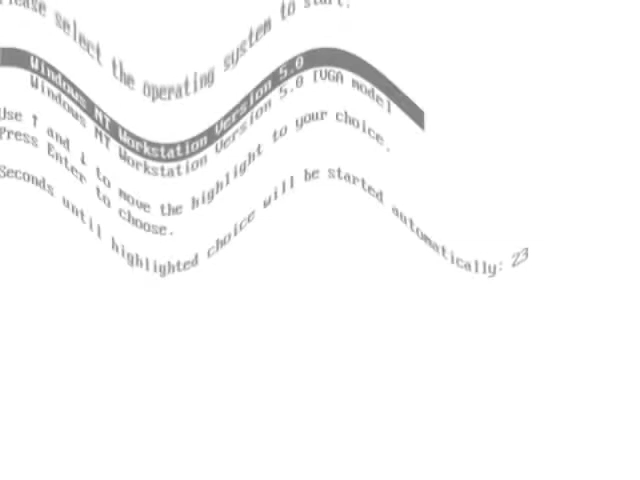 Please select the operating system to start:
Windows NT Workstation Version 5.0
Windows NT Workstation Version 5.0 [VGA mode]
Use ↑ and ↓ to move the highlight to your choice.
Press Enter to choose.
Seconds until highlighted choice will be started automatically: 23